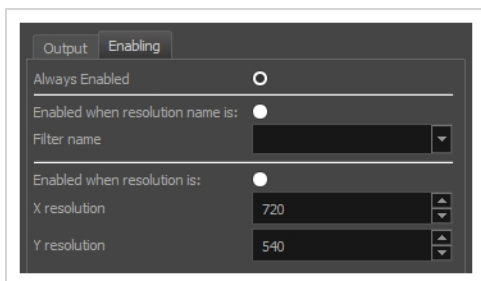 Output Enabling
Always Enabled
Enabled when resolution name is:
Filter name
Enabled when resolution is:
X resolution 720
Y resolution 540